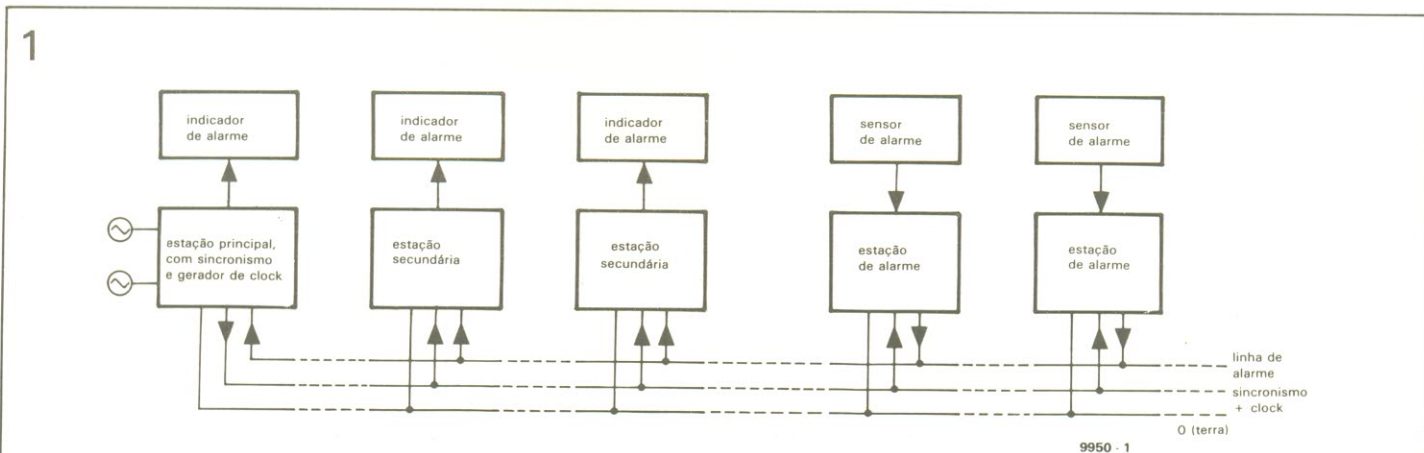 1
indicador
de alarme
indicador
de alarme
indicador
de alarme
sensor
de alarme
sensor
de alarme
estação principal,
com sincronismo
e gerador de clock
estação
secundária
estação
secundária
estação
de alarme
estação
de alarme
linha de
alarme
sincronismo
+ clock
0 (terra)
9950 - 1